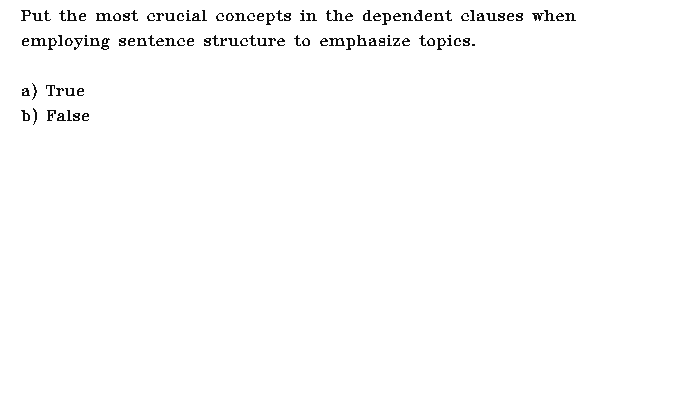 Put the most crucial concepts in the dependent clauses when
employing sentence structure to emphasize topics.
a) True
b) False